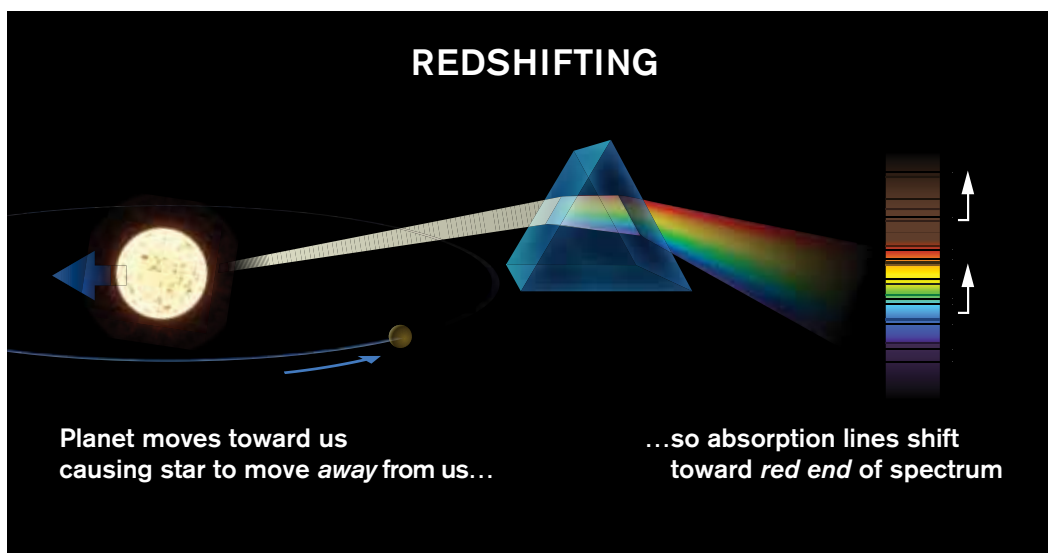 REDSHIFTING
Planet moves toward us
causing star to move away from us...
...so absorption lines shift
toward red end of spectrum